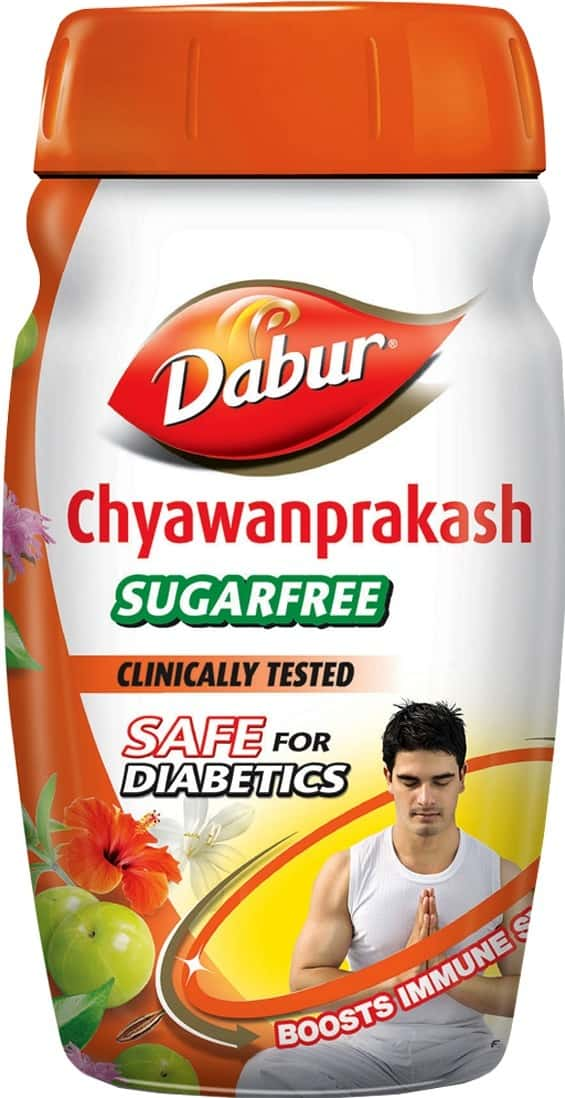 Dabur®
Chyawanprakash
SUGARFREE
CLINICALLY TESTED
SAFE FOR
DIABETICS
BOOSTS IMMUNE